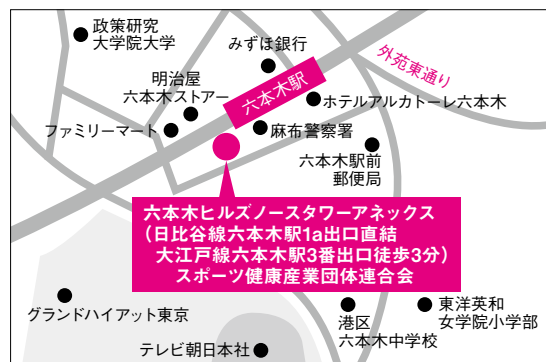 政策研究
大学院大学
みずほ銀行
外苑東通り
明治屋
六本木ストアー
六本木駅
ホテルアルカトーレ六本木
ファミリーマート
麻布警察署
六本木駅前
郵便局
六本木ヒルズノースタワーアネックス
(日比谷線六本木駅1a出口直結
大江戸線六本木駅3番出口徒歩3分)
スポーツ健康産業団体連合会
グランドハイアット東京
港区
六本木中学校
東洋英和
女学院小学部
テレビ朝日本社